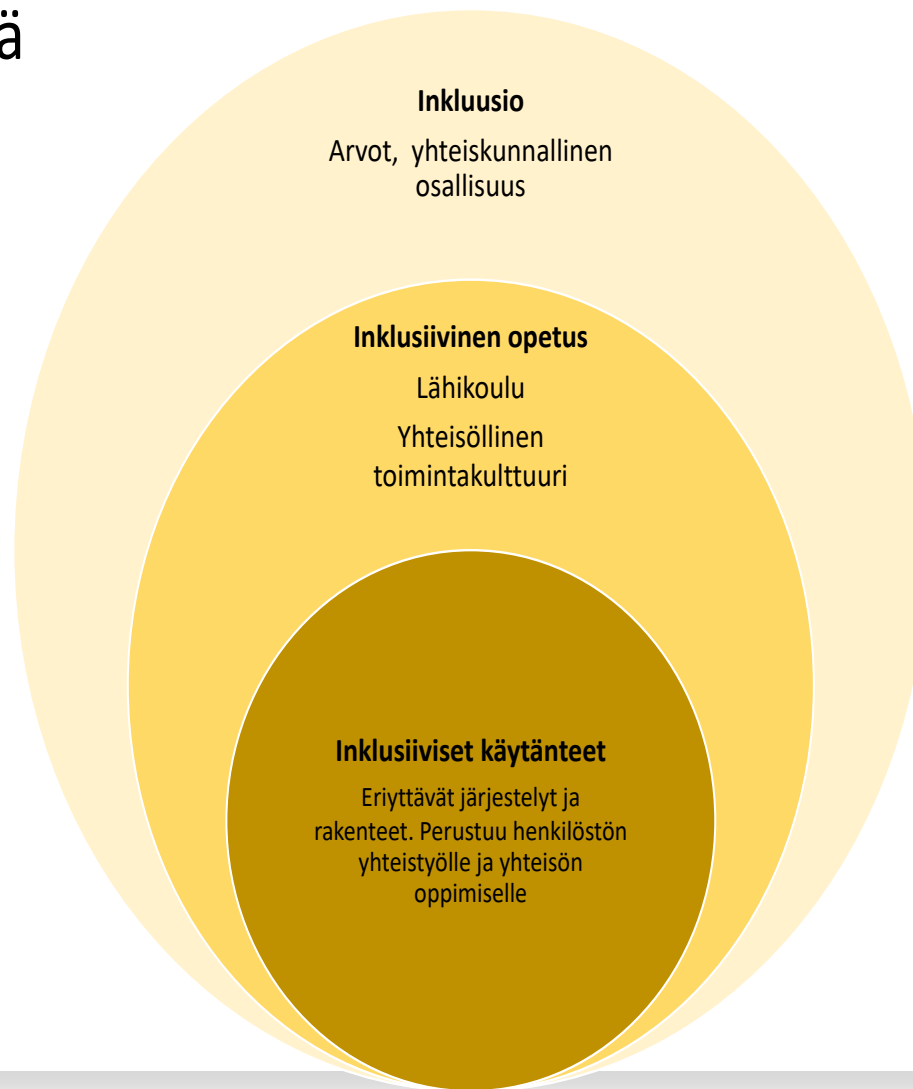 ä
Inkluusio
Arvot, yhteiskunnallinen
osallisuus
Inklusiivinen opetus
Lähikoulu
Yhteisöllinen
toimintakulttuuri
Inklusiiviset käytänteet
Eriyttävät järjestelyt ja
rakenteet. Perustuu henkilöstön
yhteistyölle ja yhteisön
oppimiselle